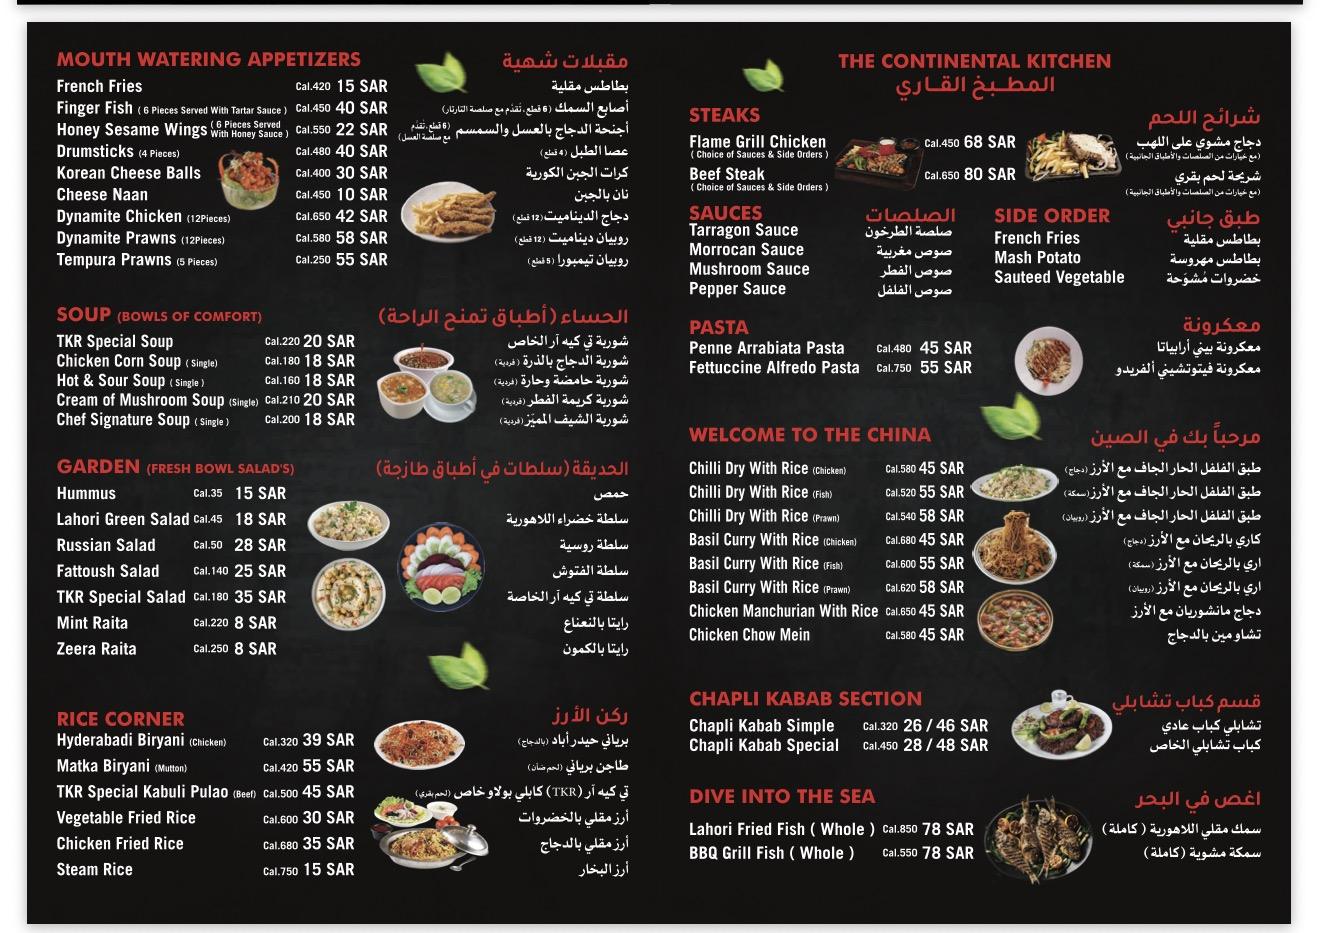 MOUTH WATERING APPETIZERS مقبلات شهية
French Fries Cal.420 15 SAR بطاطس مقلية
Finger Fish ( 6 Pieces Served With Tartar Sauce ) Cal.450 40 SAR أصابع السمك (6 قطع، تُقدّم مع صلصة التارتار)
Honey Sesame Wings ( 6 Pieces Served With Honey Sauce ) Cal.550 22 SAR أجنحة الدجاج بالعسل والسمسم (6 قطع، تُقدّم مع صلصة العسل)
Drumsticks (4 Pieces) Cal.480 40 SAR عصا الطبل (4 قطع)
Korean Cheese Balls Cal.400 30 SAR كرات الجبن الكورية
Cheese Naan Cal.450 10 SAR نان بالجبن
Dynamite Chicken (12Pieces) Cal.650 42 SAR دجاج الديناميت (12 قطع)
Dynamite Prawns (12Pieces) Cal.580 58 SAR روبيان ديناميت (12 قطع)
Tempura Prawns (5 Pieces) Cal.250 55 SAR روبيان تيمبورا (5 قطع)
SOUP (BOWLS OF COMFORT) الحساء (أطباق تمنح الراحة)
TKR Special Soup Cal.220 20 SAR شوربة تي كيه آر الخاص
Chicken Corn Soup ( Single) Cal.180 18 SAR شوربة الدجاج بالذرة (فردية)
Hot & Sour Soup ( Single ) Cal.160 18 SAR شوربة حامضة وحارة (فردية)
Cream of Mushroom Soup (Single) Cal.210 20 SAR شوربة كريمة الفطر (فردية)
Chef Signature Soup ( Single ) Cal.200 18 SAR شوربة الشيف المميّز (فردية)
GARDEN (FRESH BOWL SALAD'S) الحديقة (سلطات في أطباق طازجة)
Hummus Cal.35 15 SAR حمص
Lahori Green Salad Cal.45 18 SAR سلطة خضراء اللاهورية
Russian Salad Cal.50 28 SAR سلطة روسية
Fattoush Salad Cal.140 25 SAR سلطة الفتوش
TKR Special Salad Cal.180 35 SAR سلطة تي كيه آر الخاصة
Mint Raita Cal.220 8 SAR رايتا بالنعناع
Zeera Raita Cal.250 8 SAR رايتا بالكمون
RICE CORNER ركن الأرز
Hyderabadi Biryani (Chicken) Cal.320 39 SAR برياني حيدر أباد (بالدجاج)
Matka Biryani (Mutton) Cal.420 55 SAR طاجن برياني (لحم ضأن)
TKR Special Kabuli Pulao (Beef) Cal.500 45 SAR تي كيه آر (TKR) كابلي بولاو خاص (لحم بقري)
Vegetable Fried Rice Cal.600 30 SAR أرز مقلي بالخضروات
Chicken Fried Rice Cal.680 35 SAR أرز مقلي بالدجاج
Steam Rice Cal.750 15 SAR أرز البخار
THE CONTINENTAL KITCHEN
المطبخ القاري
STEAKS شرائح اللحم
Flame Grill Chicken Cal.450 68 SAR دجاج مشوي على اللهب
( Choice of Sauces & Side Orders ) (مع خيارات من الصلصات والأطباق الجانبية)
Beef Steak Cal.650 80 SAR شريحة لحم بقري
( Choice of Sauces & Side Orders ) (مع خيارات من الصلصات والأطباق الجانبية)
SAUCES الصلصات
Tarragon Sauce صلصة الطرخون
Morrocan Sauce صوص مغربية
Mushroom Sauce صوص الفطر
Pepper Sauce صوص الفلفل
SIDE ORDER طبق جانبي
French Fries بطاطس مقلية
Mash Potato بطاطس مهروسة
Sauteed Vegetable خضروات مُشوّحة
PASTA معكرونة
Penne Arrabiata Pasta Cal.480 45 SAR معكرونة بيني أرابياتا
Fettuccine Alfredo Pasta Cal.750 55 SAR معكرونة فيتوتشيني ألفريدو
WELCOME TO THE CHINA مرحباً بك في الصين
Chilli Dry With Rice (Chicken) Cal.580 45 SAR طبق الفلفل الحار الجاف مع الأرز (دجاج)
Chilli Dry With Rice (Fish) Cal.520 55 SAR طبق الفلفل الحار الجاف مع الأرز (سمكة)
Chilli Dry With Rice (Prawn) Cal.540 58 SAR طبق الفلفل الحار الجاف مع الأرز (روبيان)
Basil Curry With Rice (Chicken) Cal.680 45 SAR كاري بالريحان مع الأرز (دجاج)
Basil Curry With Rice (Fish) Cal.600 55 SAR اري بالريحان مع الأرز (سمكة)
Basil Curry With Rice (Prawn) Cal.620 58 SAR اري بالريحان مع الأرز (روبيان)
Chicken Manchurian With Rice Cal.650 45 SAR دجاج مانشوريان مع الأرز
Chicken Chow Mein Cal.580 45 SAR تشاو مين بالدجاج
CHAPLI KABAB SECTION قسم كباب تشابلي
Chapli Kabab Simple Cal.320 26 / 46 SAR تشابلي كباب عادي
Chapli Kabab Special Cal.450 28 / 48 SAR كباب تشابلي الخاص
DIVE INTO THE SEA اغص في البحر
Lahori Fried Fish ( Whole ) Cal.850 78 SAR سمك مقلي اللاهورية (كاملة)
BBQ Grill Fish ( Whole ) Cal.550 78 SAR سمكة مشوية (كاملة)